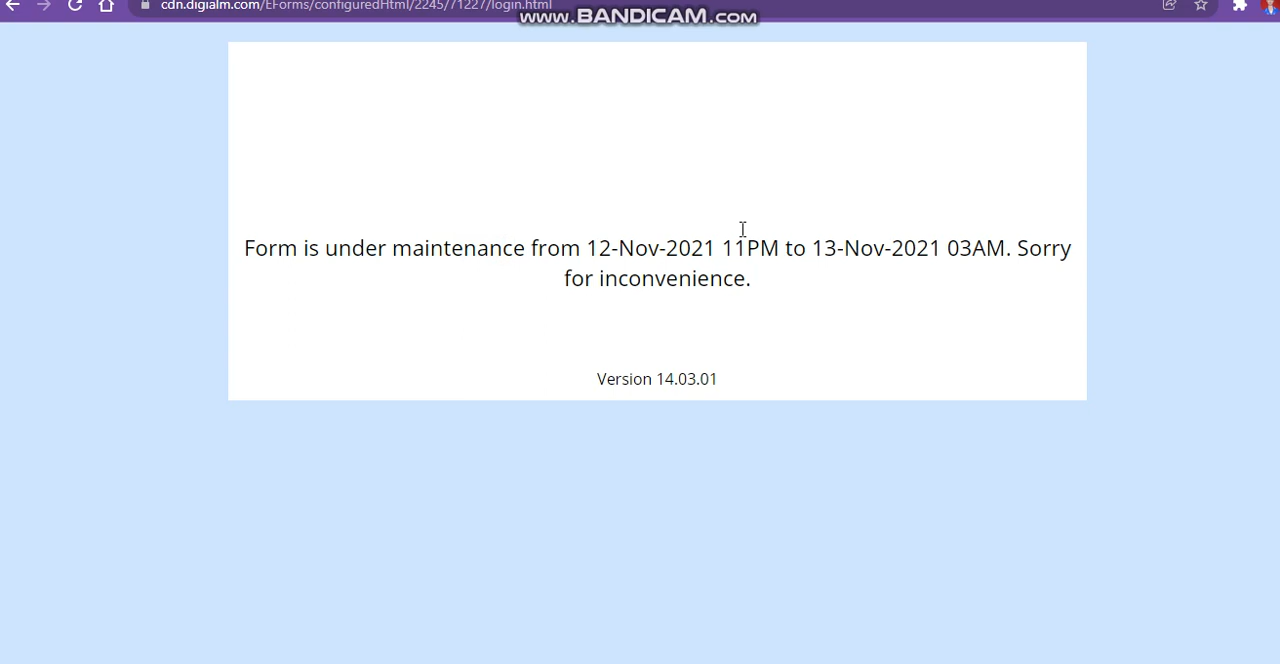 cdn.digialm.com/EForms/configuredHtml/2245/71227/login.html
www.BANDICAM.com
Form is under maintenance from 12-Nov-2021 11PM to 13-Nov-2021 03AM. Sorry
for inconvenience.
Version 14.03.01